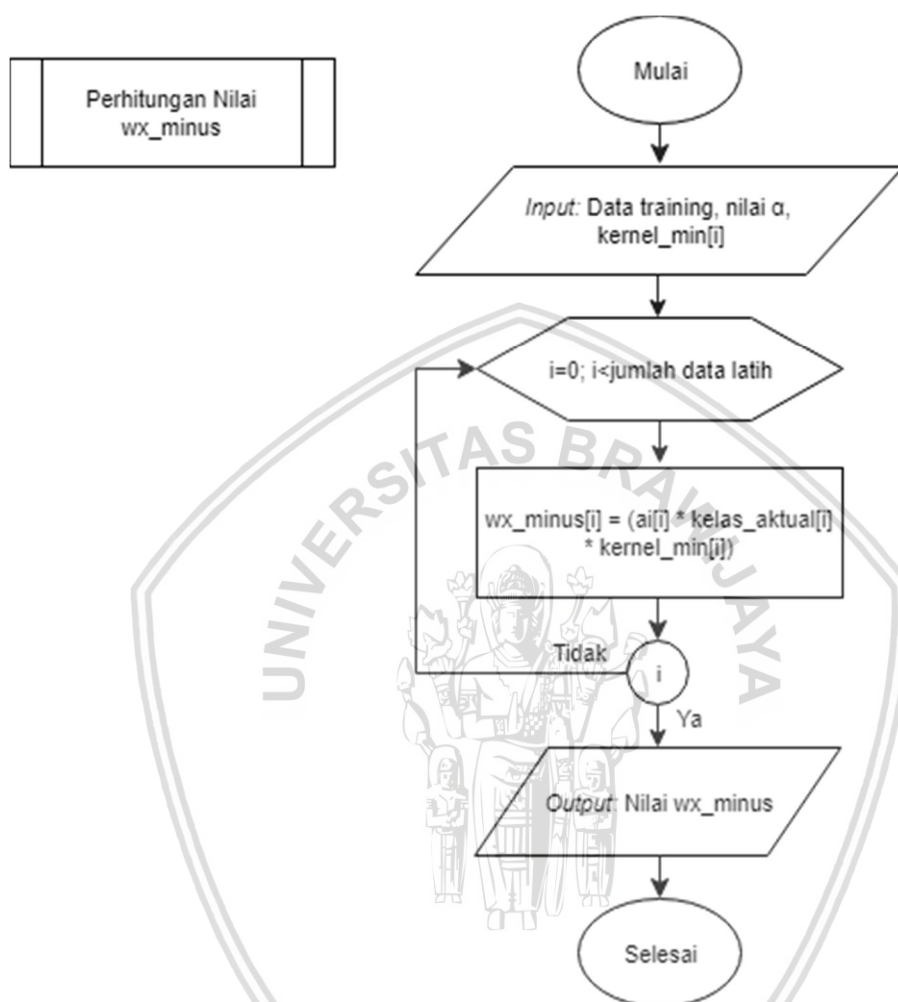 Perhitungan Nilai
wx_minus
Mulai
Input: Data training, nilai α,
kernel_min[i]
i=0; i<jumlah data latih
wx_minus[i] = (ai[i] * kelas_aktual[i]
* kernel_min[i])
Tidak
i
Ya
Output: Nilai wx_minus
Selesai
UNIVERSITAS BRAWIJAYA